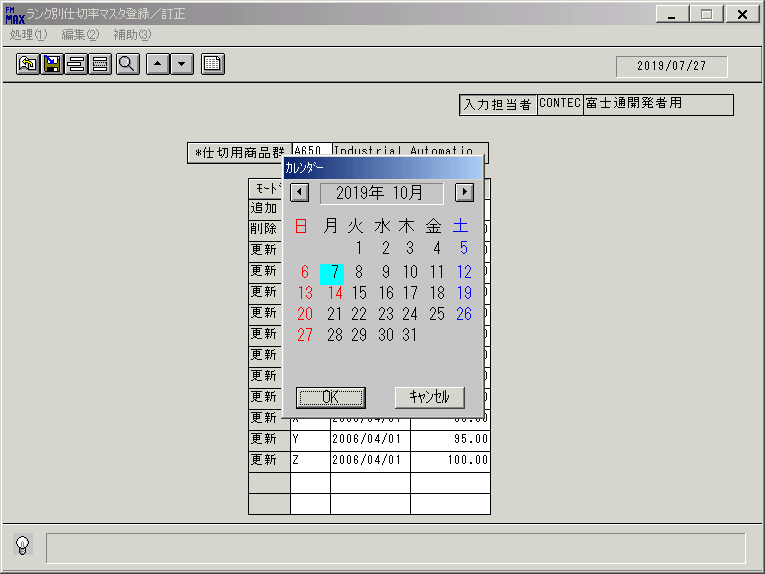 FM MAX ランク別仕切率マスタ登録／訂正
処理(1) 編集(2) 補助(3)
2019/07/27
入力担当者 CONTEC 富士通開発者用
*仕切用商品群 A650 Industrial Automatio
カレンダー
2019年 10月
日 月 火 水 木 金 土
1 2 3 4 5
6 7 8 9 10 11 12
13 14 15 16 17 18 19
20 21 22 23 24 25 26
27 28 29 30 31
OK キャンセル
モード
追加
削除
更新
更新
更新
更新
更新
更新
更新
更新
更新 X 2006/04/01
更新 Y 2006/04/01 95.00
更新 Z 2006/04/01 100.00